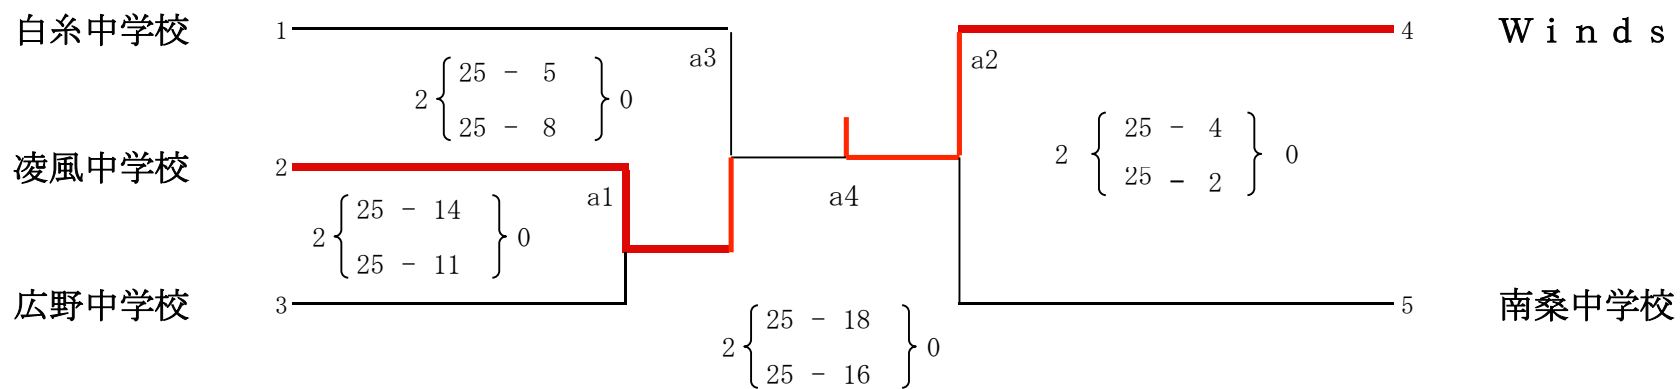 白糸中学校 1 4 Ｗｉｎｄｓ
a3 a2
2 25 - 5 0
25 - 8
2 25 - 4 0
25 - 2
凌風中学校 2
a1 a4
2 25 - 14 0
25 - 11
広野中学校 3 5 南桑中学校
2 25 - 18 0
25 - 16